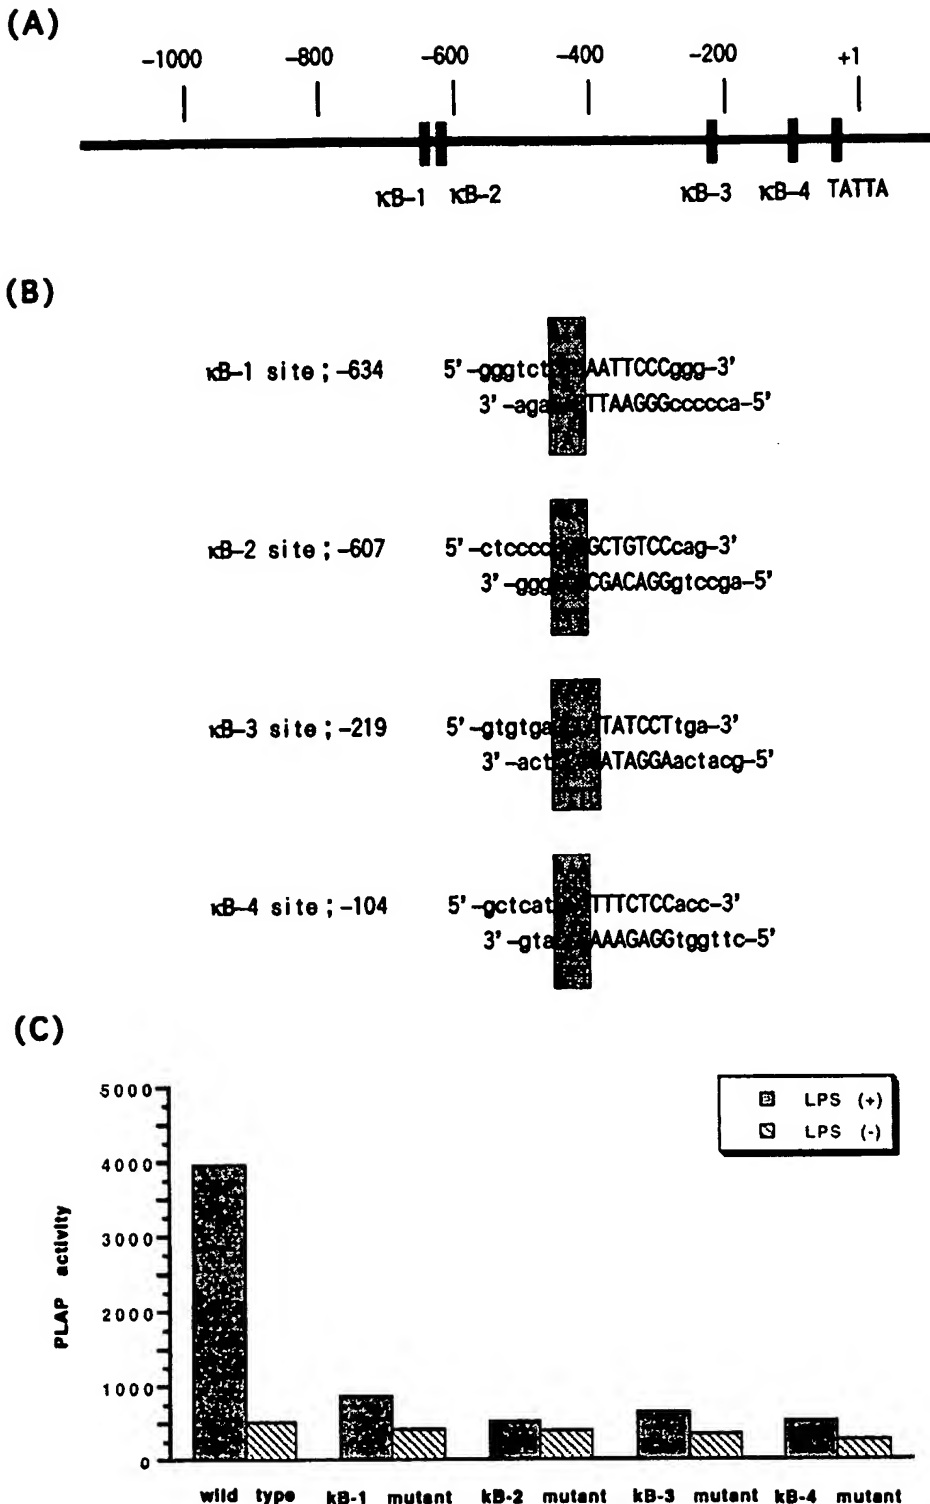 (A)
-1000 -800 -600 -400 -200 +1
κB-1 κB-2 κB-3 κB-4 TATTA
(B)
κB-1 site;-634 5'-gggtct AATTCCCggg-3'
3'-aga TTAAGGGccccca-5'
κB-2 site;-607 5'-ctcccc GCTGTCCcag-3'
3'-ggg CGACAGGgtccga-5'
κB-3 site;-219 5'-gtgtga TATCCTtga-3'
3'-act ATAGGAactacg-5'
κB-4 site;-104 5'-gctcat TTTCTCCacc-3'
3'-gta AAAGAGGtggttc-5'
(C)
5000
4000
3000
2000
1000
0
PLAP activity
LPS (+)
LPS (-)
wild type kB-1 mutant kB-2 mutant kB-3 mutant kB-4 mutant